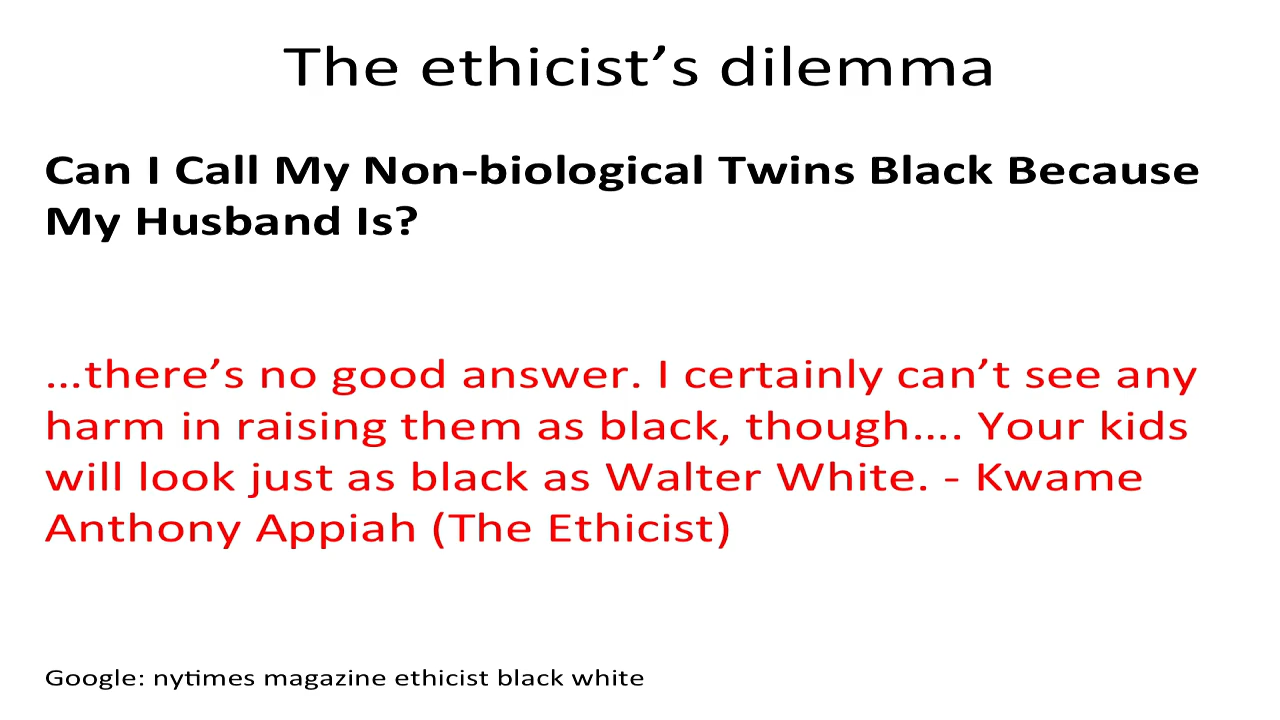 The ethicist’s dilemma
Can I Call My Non-biological Twins Black Because
My Husband Is?
…there’s no good answer. I certainly can’t see any
harm in raising them as black, though…. Your kids
will look just as black as Walter White. - Kwame
Anthony Appiah (The Ethicist)
Google: nytimes magazine ethicist black white